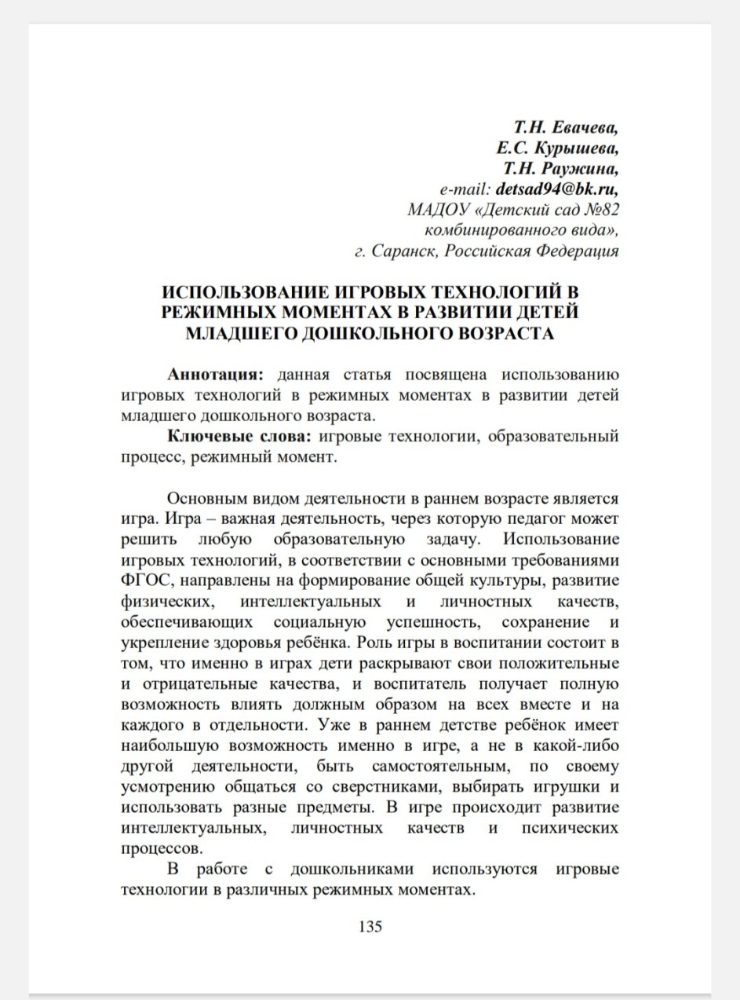 Т.Н. Евачева,
Е.С. Курышева,
Т.Н. Раужина,
e-mail: detsad94@bk.ru,
МАДОУ «Детский сад №82
комбинированного вида»,
г. Саранск, Российская Федерация
ИСПОЛЬЗОВАНИЕ ИГРОВЫХ ТЕХНОЛОГИЙ В
РЕЖИМНЫХ МОМЕНТАХ В РАЗВИТИИ ДЕТЕЙ
МЛАДШЕГО ДОШКОЛЬНОГО ВОЗРАСТА
Аннотация: данная статья посвящена использованию
игровых технологий в режимных моментах в развитии детей
младшего дошкольного возраста.
Ключевые слова: игровые технологии, образовательный
процесс, режимный момент.
Основным видом деятельности в раннем возрасте является
игра. Игра – важная деятельность, через которую педагог может
решить любую образовательную задачу. Использование
игровых технологий, в соответствии с основными требованиями
ФГОС, направлены на формирование общей культуры, развитие
физических, интеллектуальных и личностных качеств,
обеспечивающих социальную успешность, сохранение и
укрепление здоровья ребёнка. Роль игры в воспитании состоит в
том, что именно в играх дети раскрывают свои положительные
и отрицательные качества, и воспитатель получает полную
возможность влиять должным образом на всех вместе и на
каждого в отдельности. Уже в раннем детстве ребёнок имеет
наибольшую возможность именно в игре, а не в какой-либо
другой деятельности, быть самостоятельным, по своему
усмотрению общаться со сверстниками, выбирать игрушки и
использовать разные предметы. В игре происходит развитие
интеллектуальных, личностных качеств и психических
процессов.
В работе с дошкольниками используются игровые
технологии в различных режимных моментах.
135